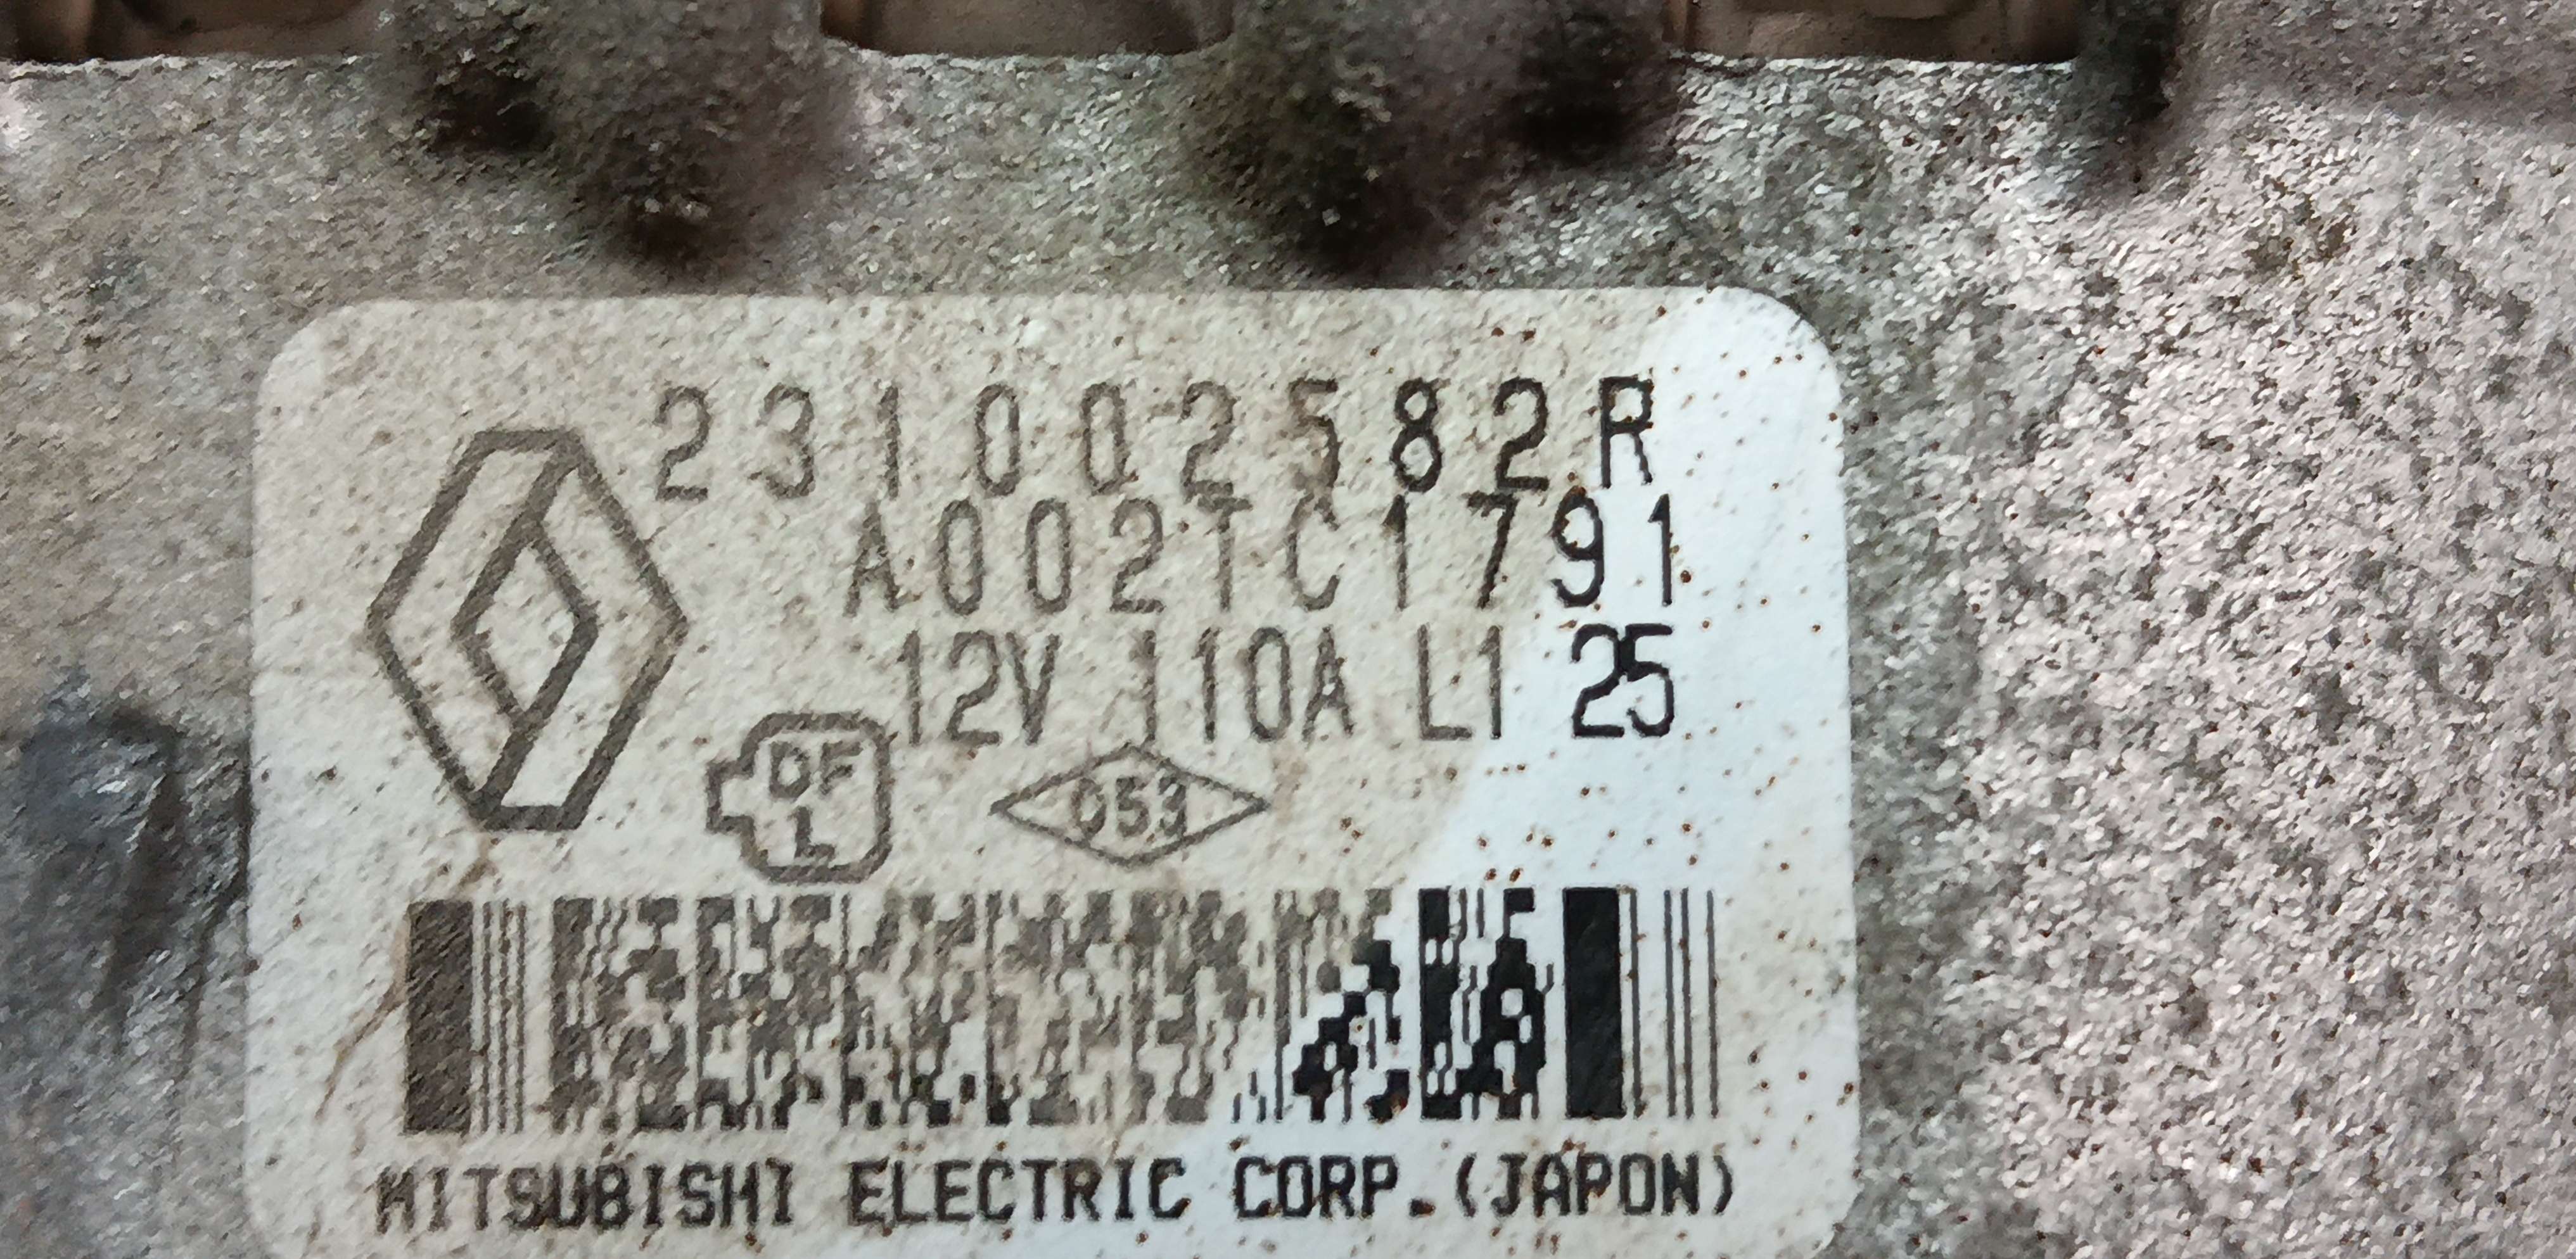 231002582R
A002TC1791
12V 110A L1 25
DF
L
053
MITSUBISHI ELECTRIC CORP.(JAPON)